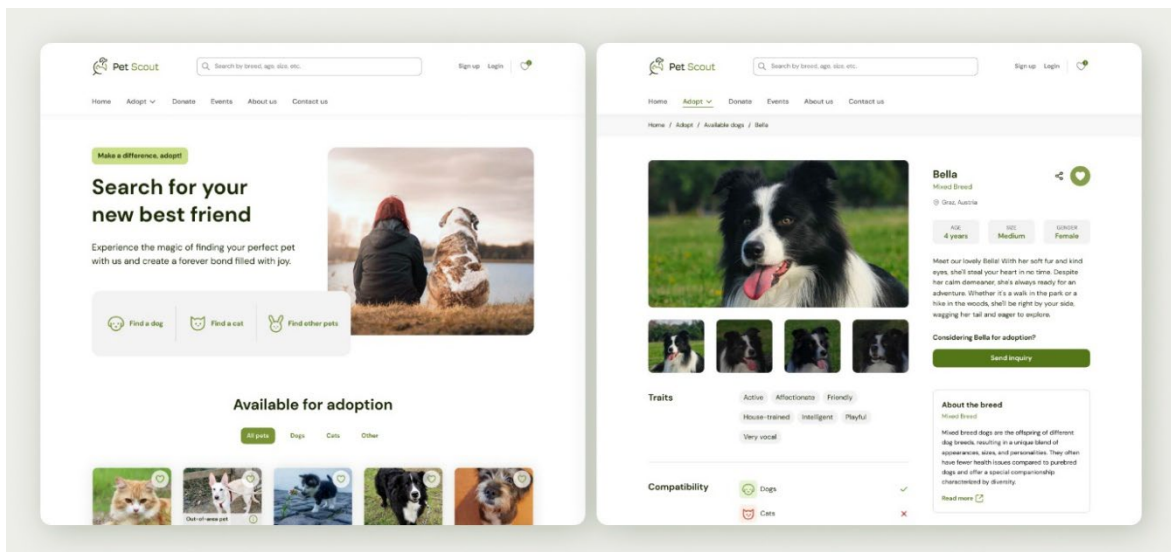 Pet Scout
Search by breed, age, size, etc.
Sign up Login
Home Adopt Donate Events About us Contact us
Make a difference, adopt!
Search for your
new best friend
Experience the magic of finding your perfect pet
with us and create a forever bond filled with joy.
Find a dog Find a cat Find other pets
Available for adoption
All pets Dogs Cats Other
Out-of-area pet
Pet Scout
Search by breed, age, size, etc.
Sign up Login
Home Adopt Donate Events About us Contact us
Home / Adopt / Available dogs / Bella
Bella
Mixed Breed
Graz, Austria
AGE SIZE GENDER
4 years Medium Female
Meet our lovely Bella! With her soft fur and kind
eyes, she'll steal your heart in no time. Despite
her calm demeanor, she's always ready for an
adventure. Whether it's a walk in the park or a
hike in the woods, she'll be right by your side,
wagging her tail and eager to explore.
Considering Bella for adoption?
Send inquiry
Traits
Active Affectionate Friendly
House-trained Intelligent Playful
Very vocal
Compatibility
Dogs
Cats
About the breed
Mixed Breed
Mixed breed dogs are the offspring of different
dog breeds, resulting in a unique blend of
appearances, sizes, and personalities. They often
have fewer health issues compared to purebred
dogs and offer a special companionship
characterized by diversity.
Read more